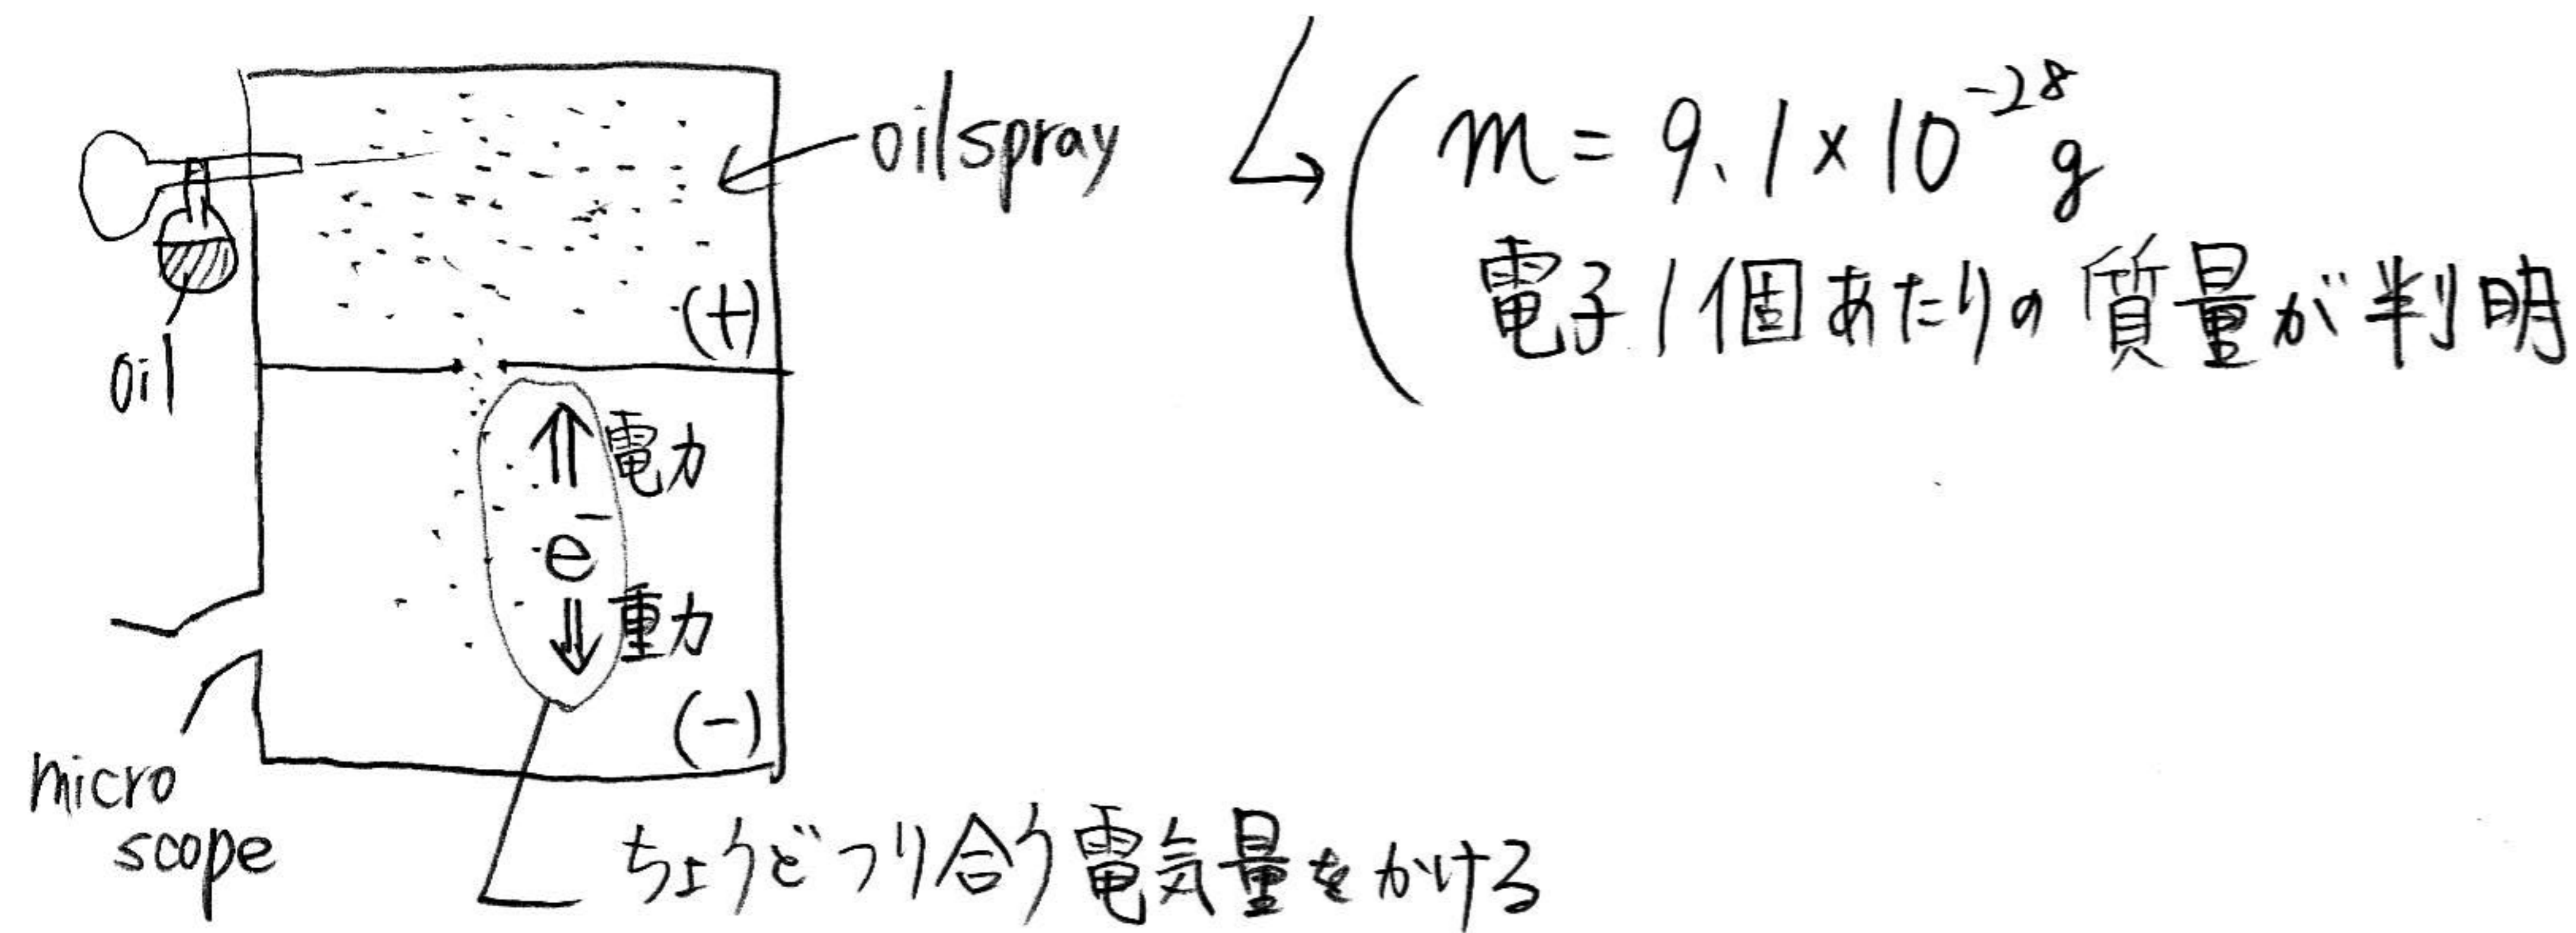 oilspray
m = 9.1×10⁻²⁸g
電子1個あたりの質量が判明
oil
(+)
電力
e⁻
重力
(-)
micro
scope
ちょうどつり合う電気量をかける